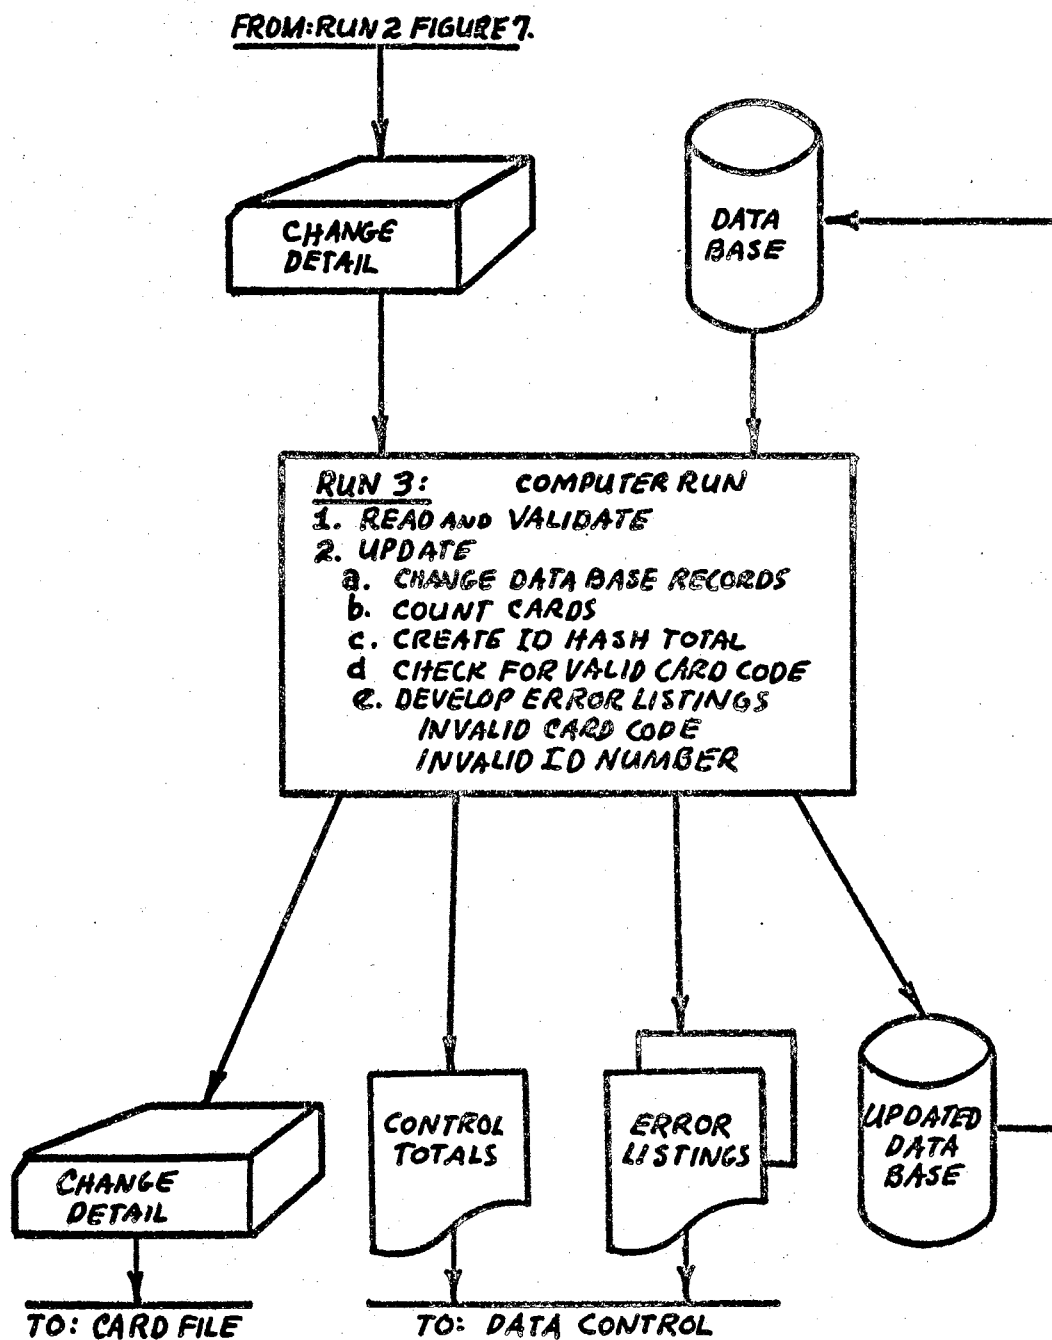 FROM: RUN 2 FIGURE 7.
CHANGE
DETAIL
DATA
BASE
RUN 3: COMPUTER RUN
1. READ AND VALIDATE
2. UPDATE
a. CHANGE DATA BASE RECORDS
b. COUNT CARDS
c. CREATE ID HASH TOTAL
d CHECK FOR VALID CARD CODE
e. DEVELOP ERROR LISTINGS
INVALID CARD CODE
INVALID ID NUMBER
CHANGE
DETAIL
CONTROL
TOTALS
ERROR
LISTINGS
UPDATED
DATA
BASE
TO: CARD FILE
TO: DATA CONTROL